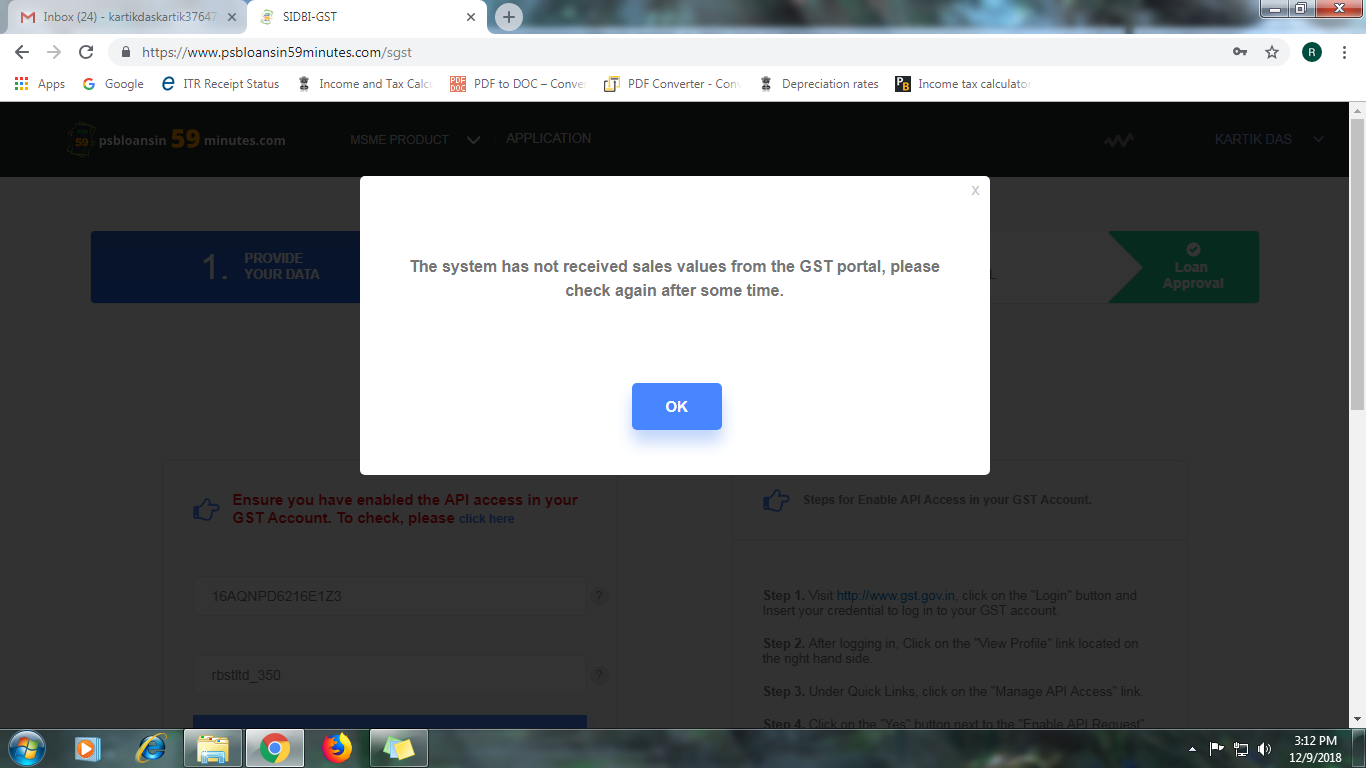 Inbox (24) - kartikdaskartik37647
SIDBI-GST
https://www.psbloansin59minutes.com/sgst
R
Apps
Google
ITR Receipt Status
Income and Tax Calc
PDF to DOC – Conver
PDF Converter - Conv
Depreciation rates
Income tax calculator
psbloansin 59 minutes.com
MSME PRODUCT
APPLICATION
KARTIK DAS
X
1. PROVIDE
YOUR DATA
The system has not received sales values from the GST portal, please
check again after some time.
Loan
Approval
OK
Ensure you have enabled the API access in your
GST Account. To check, please click here
16AQNPD6216E1Z3
?
rbstltd_350
?
Steps for Enable API Access in your GST Account.
Step 1. Visit http://www.gst.gov.in, click on the "Login" button and
Insert your credential to log in to your GST account.
Step 2. After logging in, Click on the "View Profile" link located on
the right hand side.
Step 3. Under Quick Links, click on the "Manage API Access" link.
Step 4. Click on the "Yes" button next to the "Enable API Request"
3:12 PM
12/9/2018